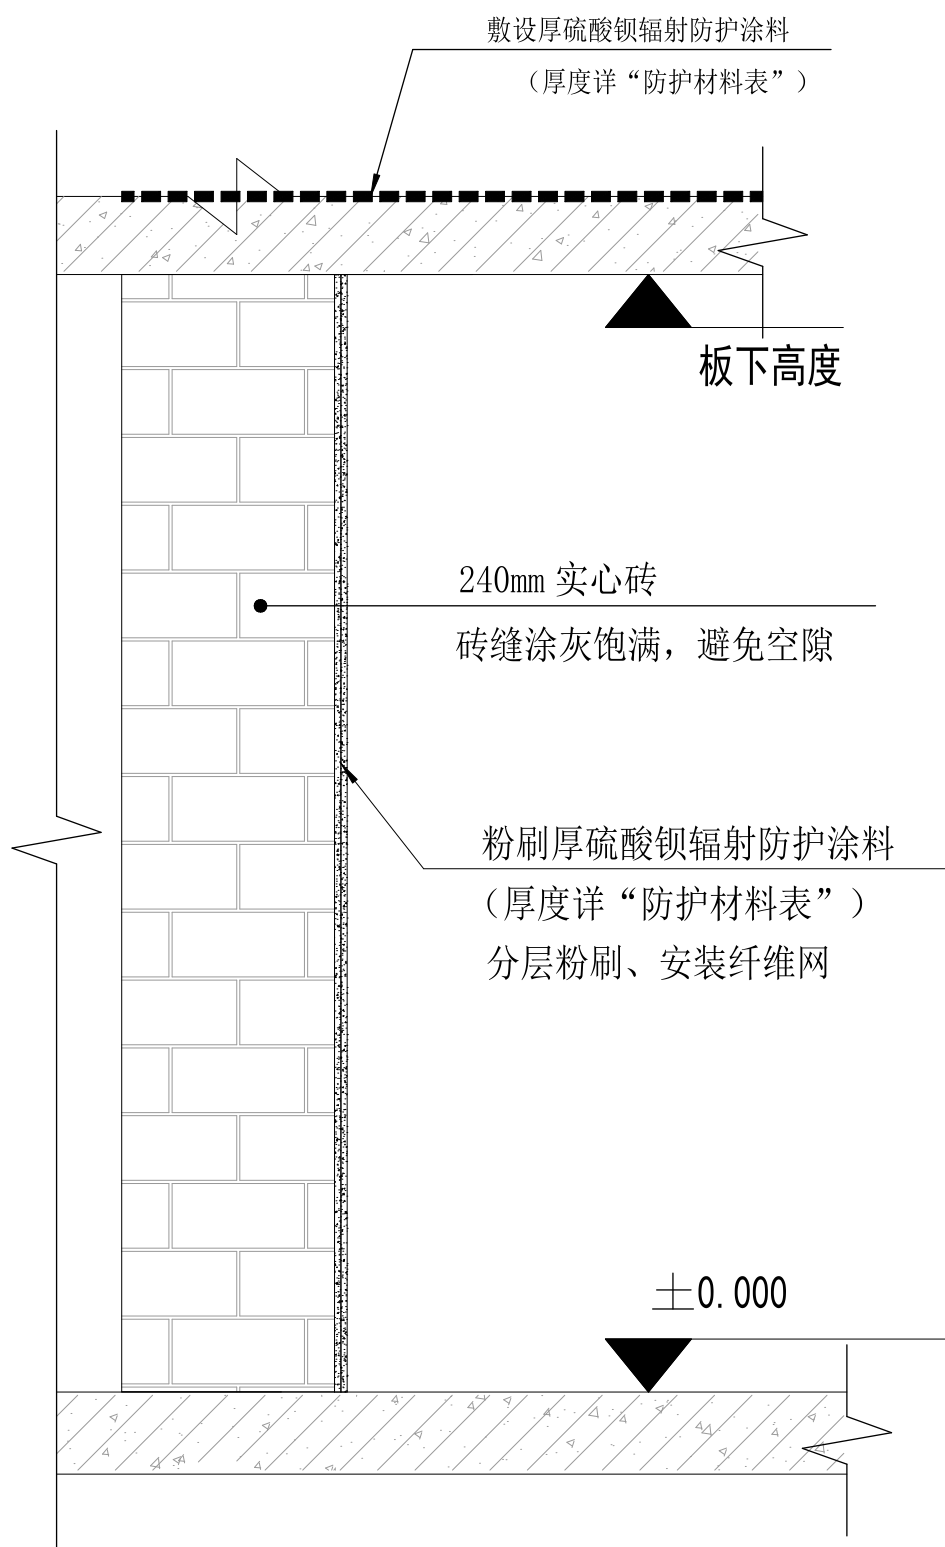 敷设厚硫酸钡辐射防护涂料
（厚度详“防护材料表”）
板下高度
240mm 实心砖
砖缝涂灰饱满，避免空隙
粉刷厚硫酸钡辐射防护涂料
（厚度详“防护材料表”）
分层粉刷、安装纤维网
±0.000